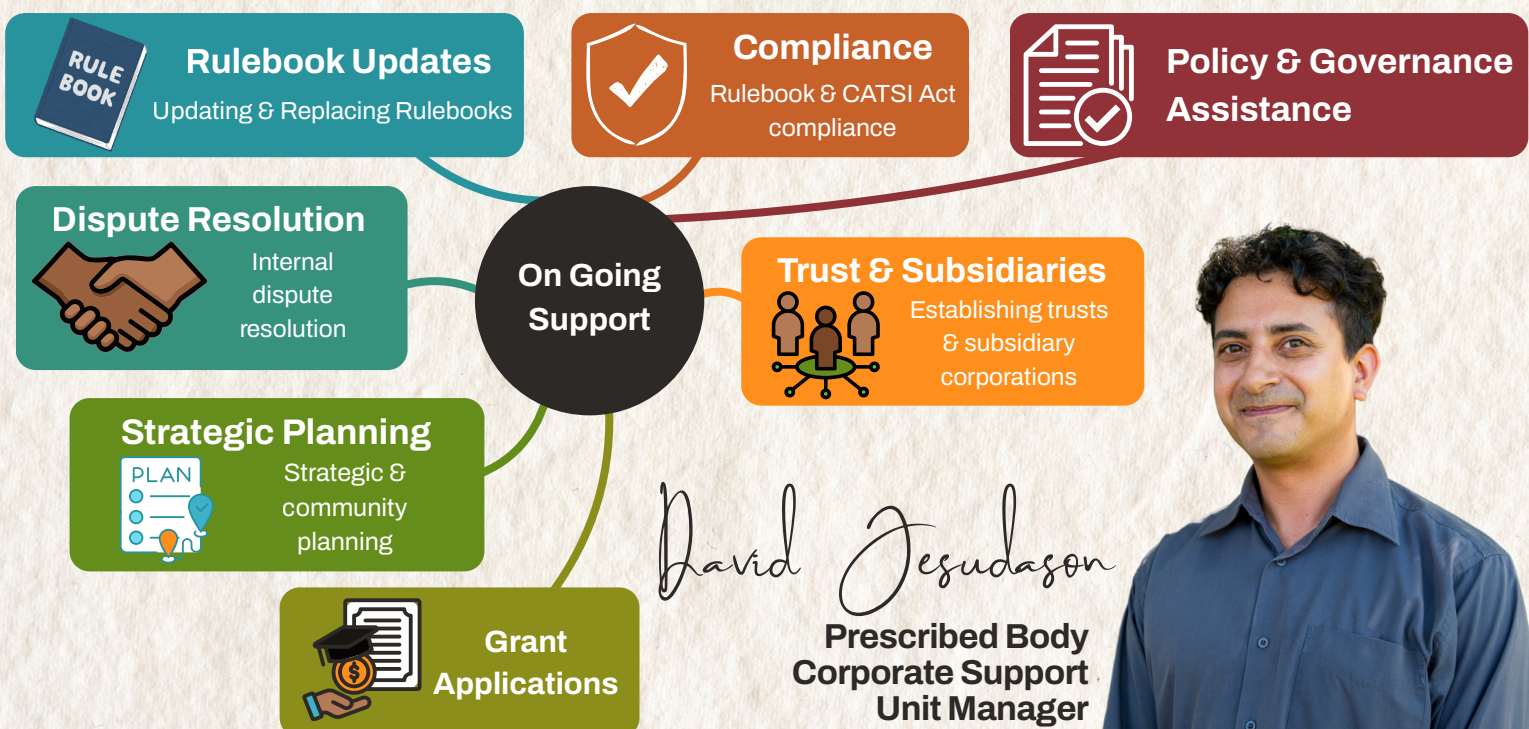 RULE
BOOK
Rulebook Updates
Updating & Replacing Rulebooks
Compliance
Rulebook & CATSI Act
compliance
Policy & Governance
Assistance
Dispute Resolution
Internal
dispute
resolution
On Going
Support
Trust & Subsidiaries
Establishing trusts
& subsidiary
corporations
Strategic Planning
PLAN
Strategic &
community
planning
Grant
Applications
$
David Jesudason
Prescribed Body
Corporate Support
Unit Manager